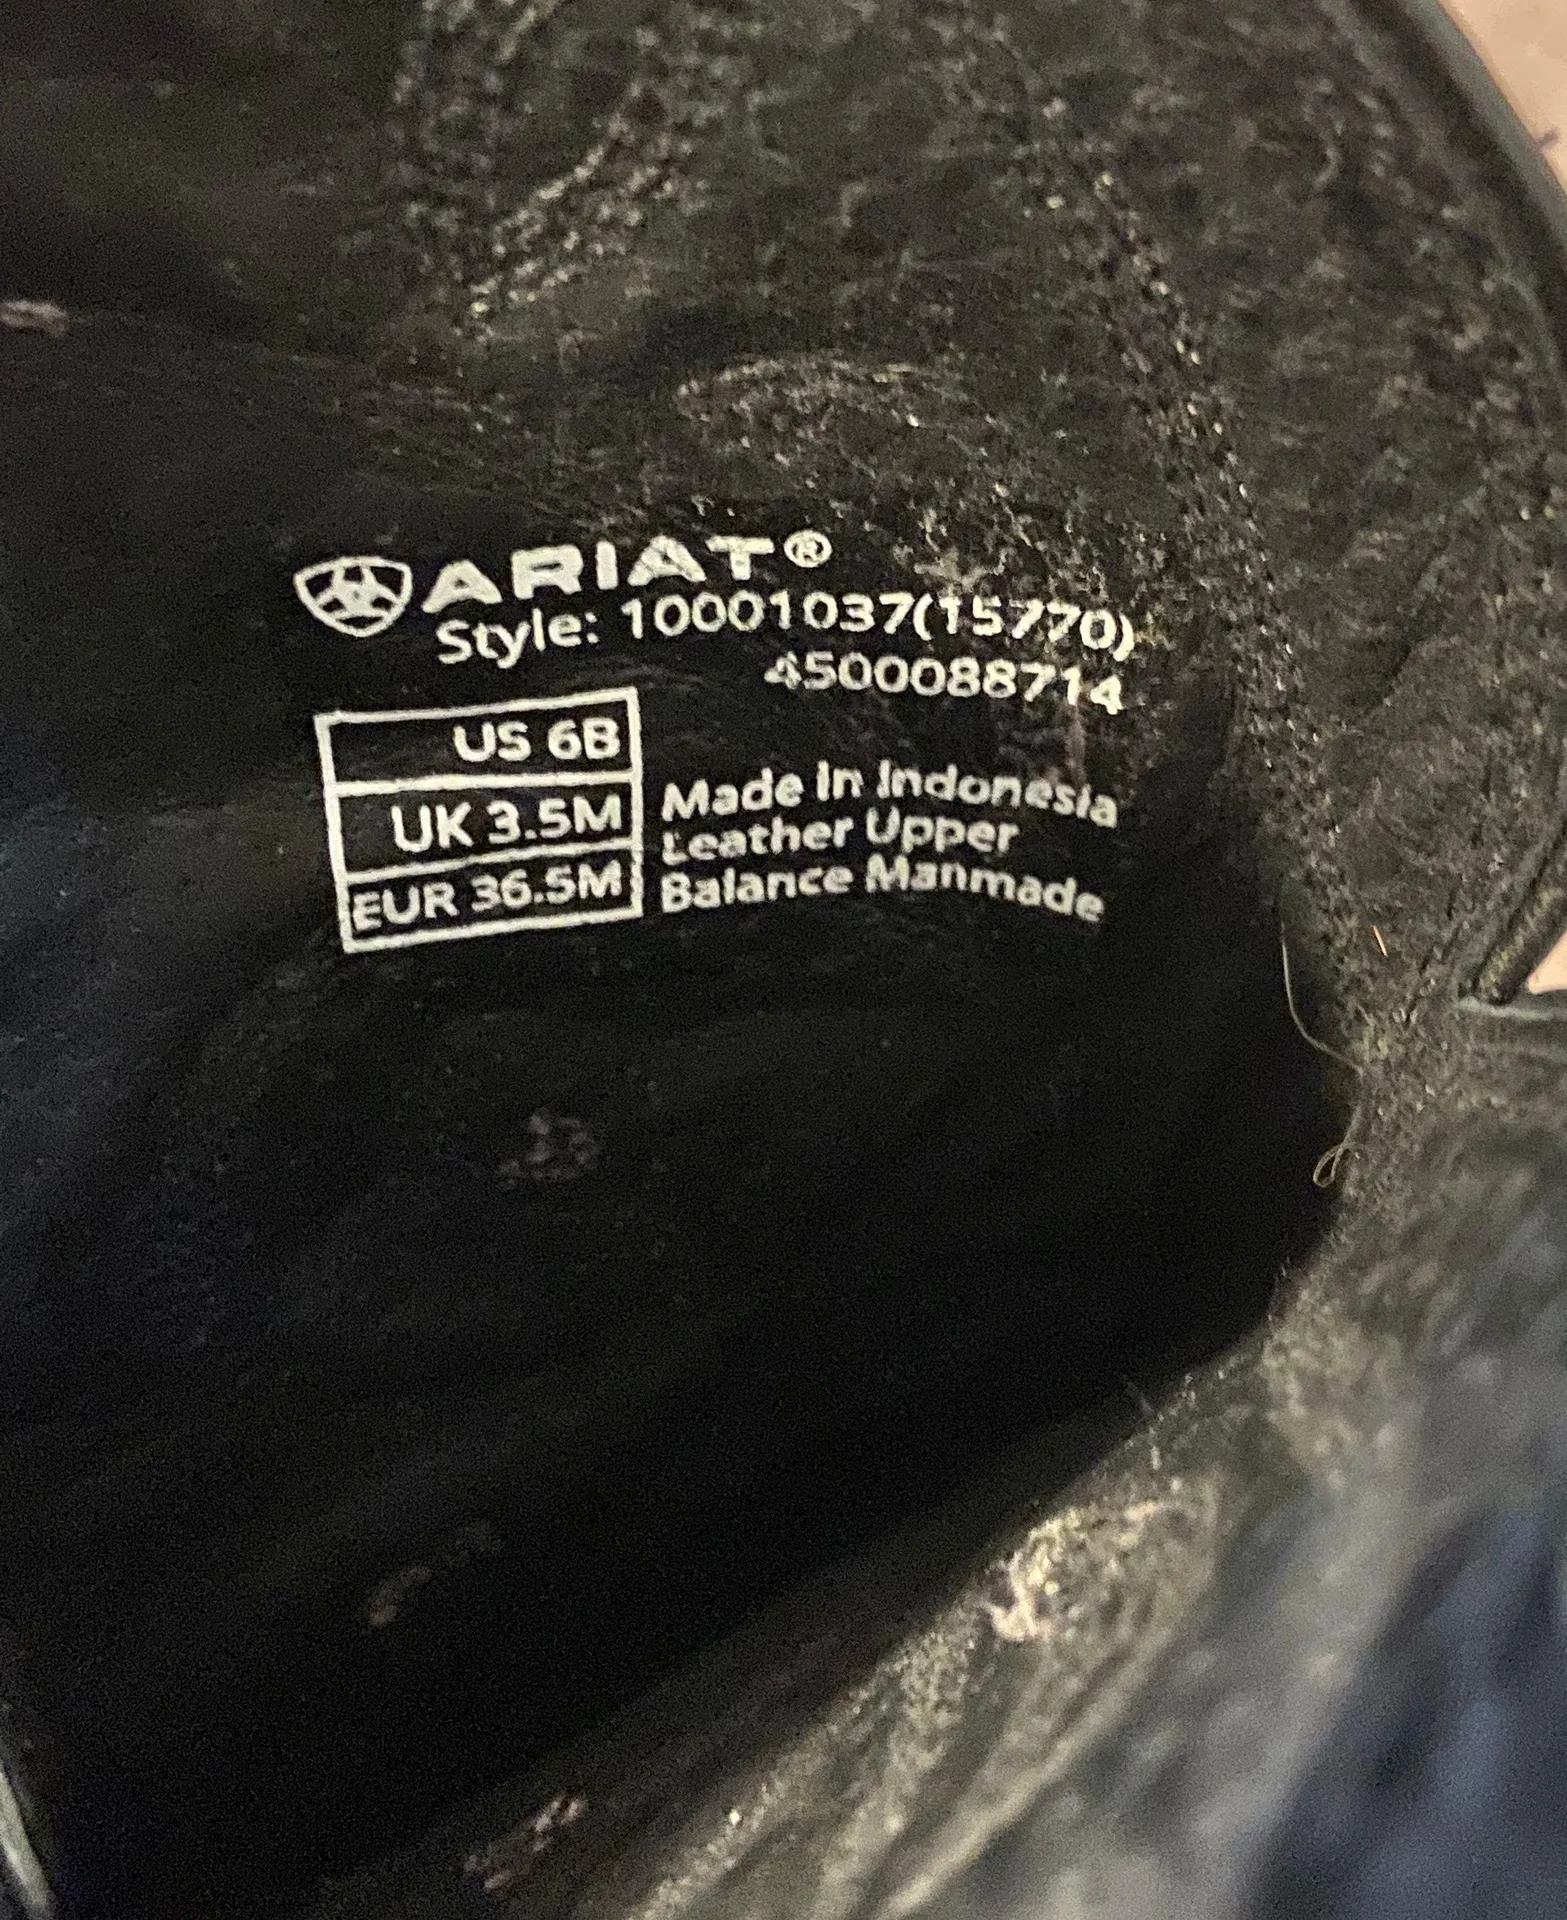 ARIAT®
Style: 10001037(15770)
4500088714
US 6B
UK 3.5M
EUR 36.5M
Made In Indonesia
Leather Upper
Balance Manmade